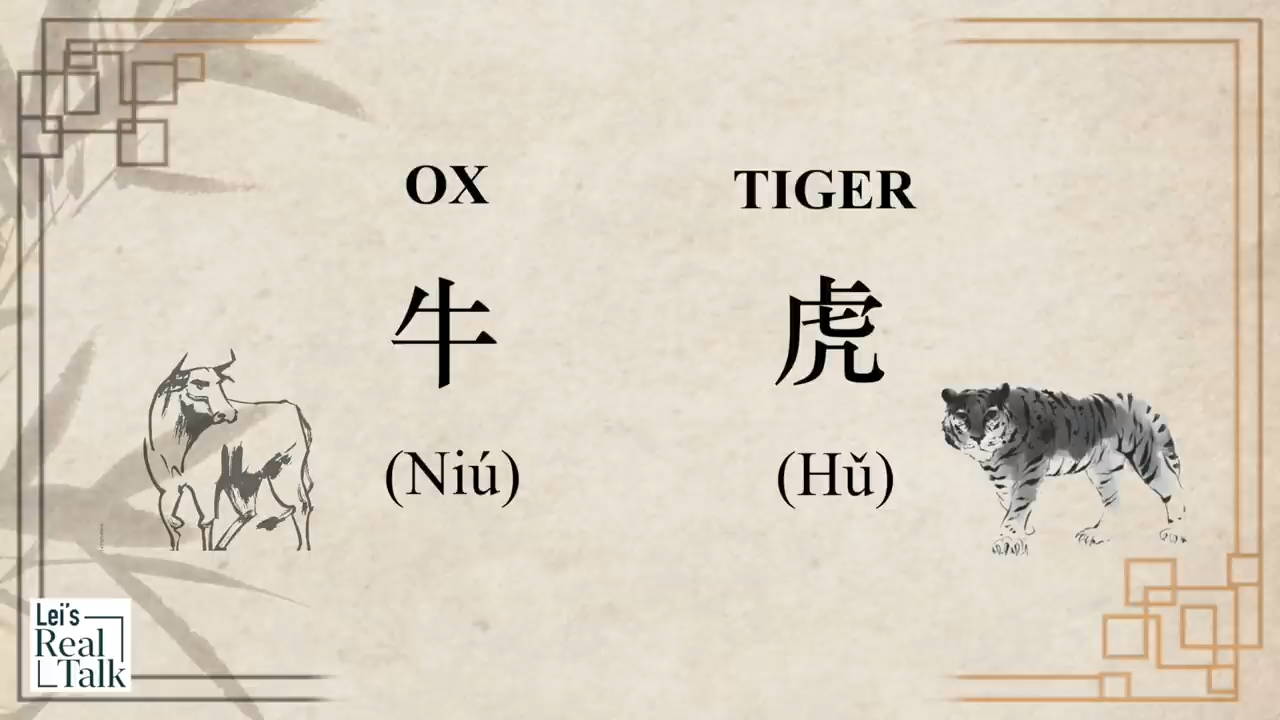 OX
牛
(Niú)
TIGER
虎
(Hǔ)
Lei's
Real
Talk